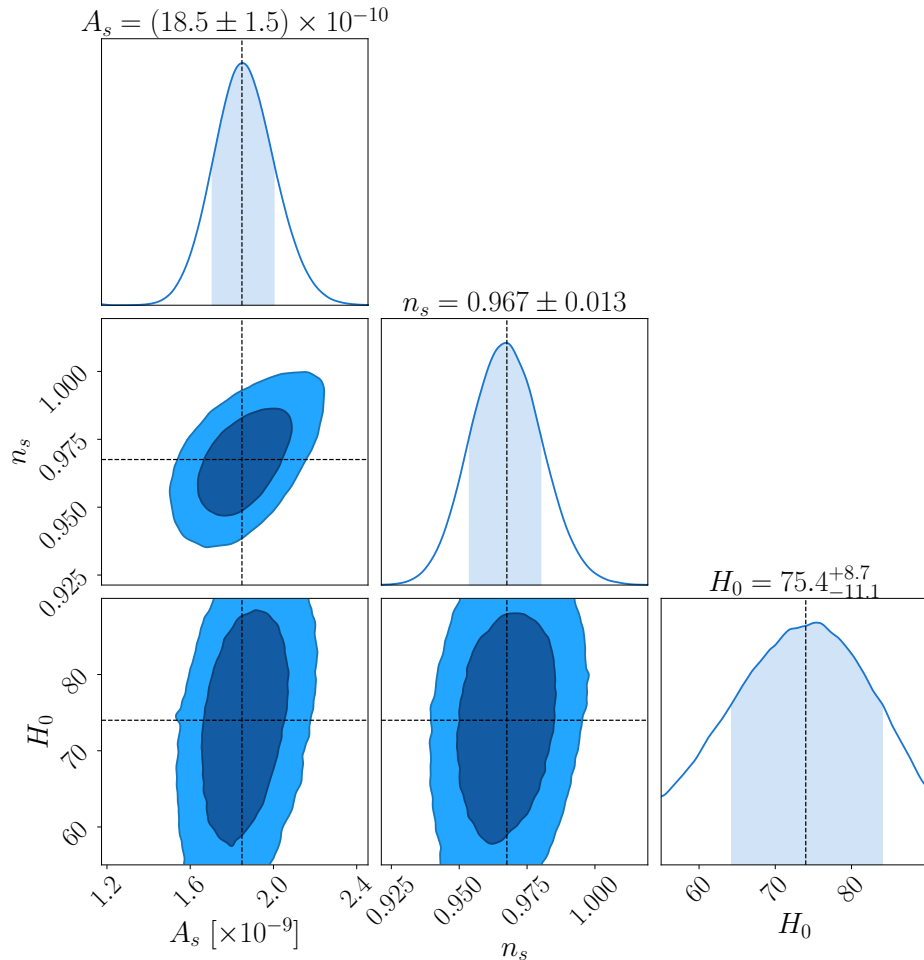 A_s = (18.5 ± 1.5) × 10^{-10}
n_s = 0.967 ± 0.013
1.000
0.975
0.950
0.925
n_s
H_0 = 75.4^{+8.7}_{-11.1}
80
70
60
H_0
1.2 1.6 2.0 2.4
A_s [×10^{-9}]
0.925 0.950 0.975 1.000
n_s
60 70 80
H_0